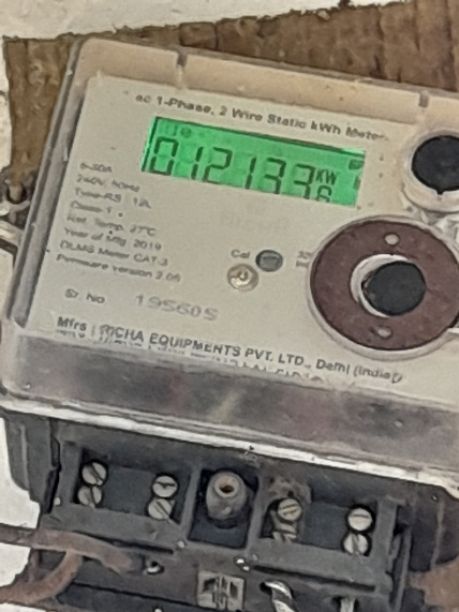 ac 1-Phase, 2 Wire Static kWh Meter
012133
KW
5-30A
240V, 50Hz
Type-RS
Class-1
Ref. Temp. 27°C
Year of Mfg. 2019
DLMS Meter CAT-3
Firmware version 2.05
Cal
Sr. No 195605
Mfrs : RICHA EQUIPMENTS PVT. LTD., Delhi (India)